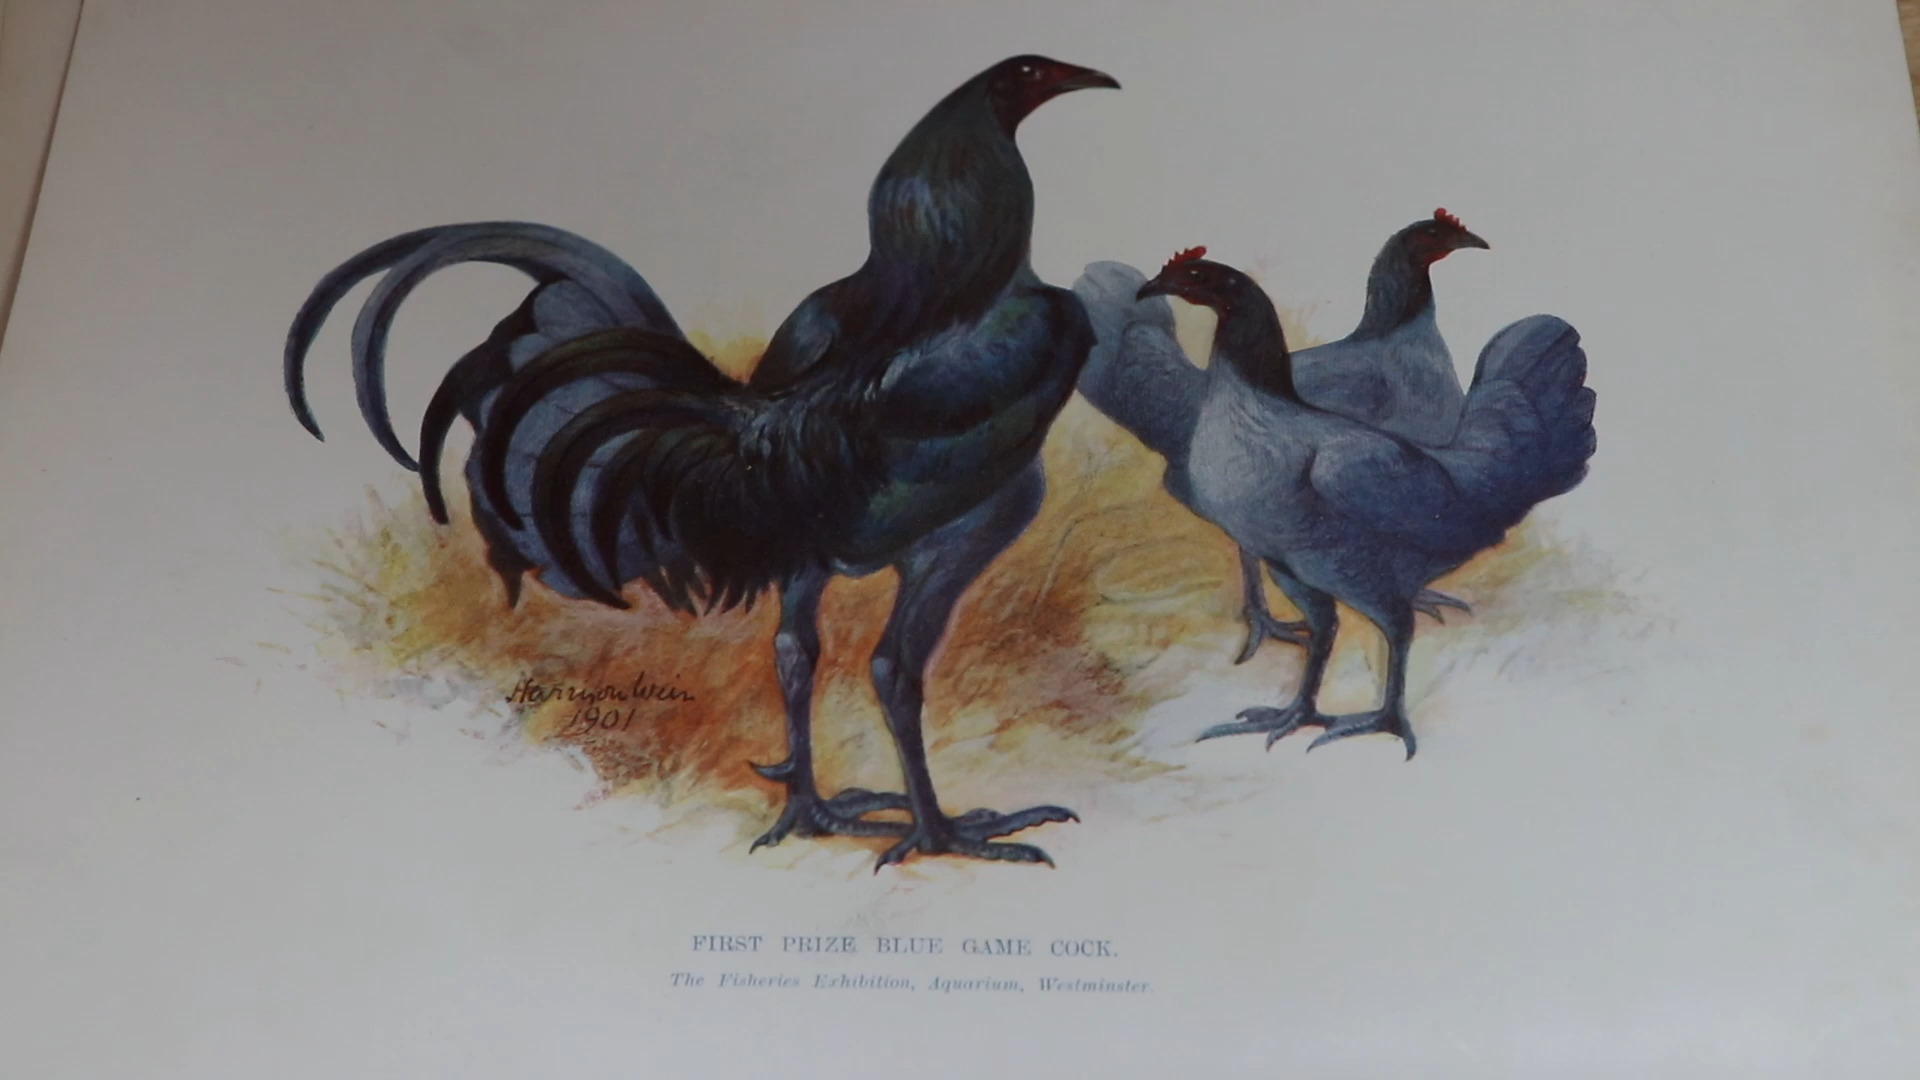 Harrison Weir
1901
FIRST PRIZE BLUE GAME COCK.
The Fisheries Exhibition, Aquarium, Westminster.